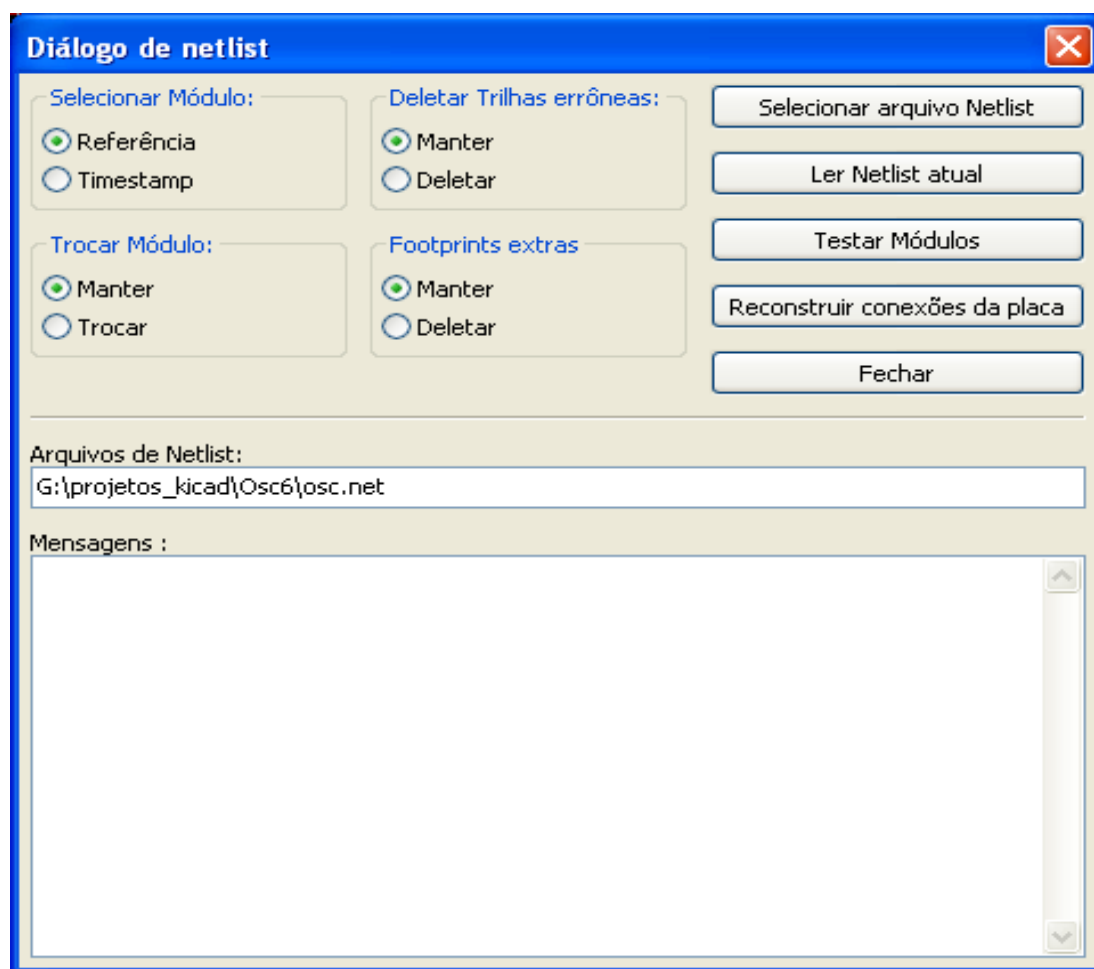 Diálogo de netlist
Selecionar Módulo:
Referência
Timestamp
Deletar Trilhas errôneas:
Manter
Deletar
Trocar Módulo:
Manter
Trocar
Footprints extras
Manter
Deletar
Selecionar arquivo Netlist
Ler Netlist atual
Testar Módulos
Reconstruir conexões da placa
Fechar
Arquivos de Netlist:
G:\projetos_kicad\Osc6\osc.net
Mensagens :